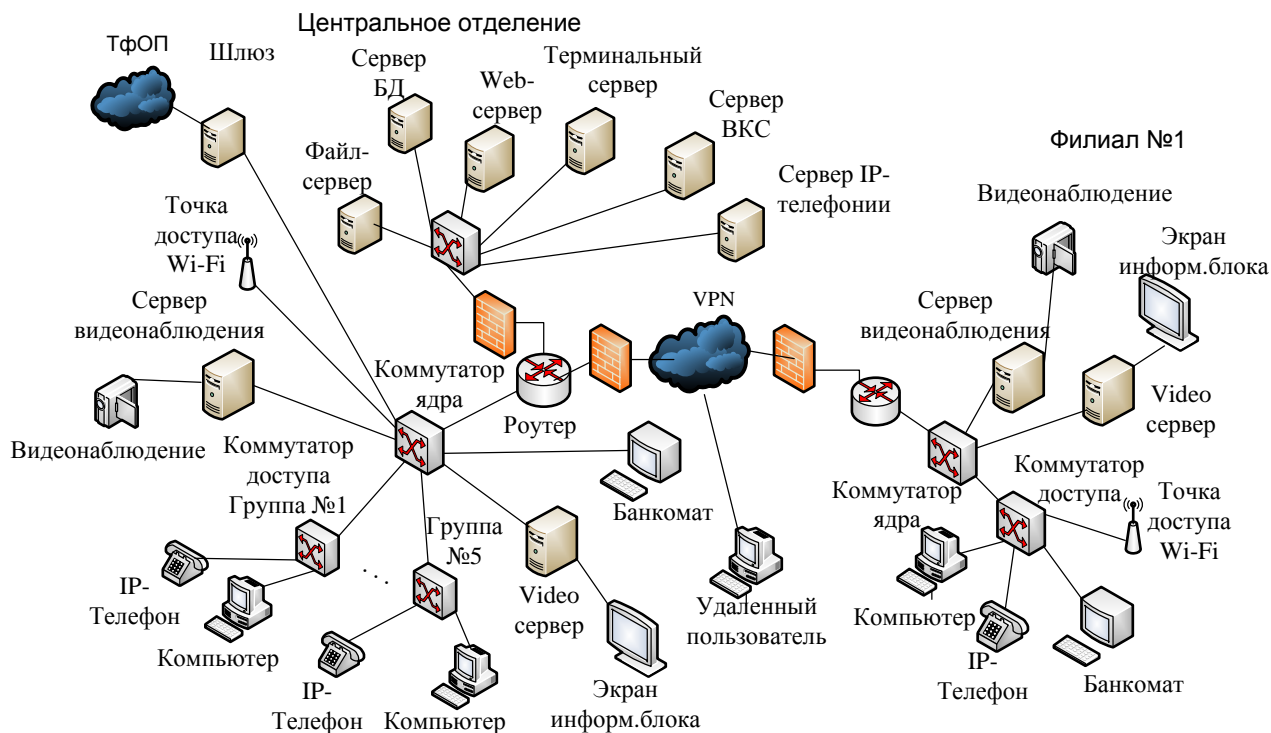 Центральное отделение
ТфОП
Шлюз
Сервер
БД
Web-
сервер
Терминальный
сервер
Сервер
ВКС
Файл-
сервер
Сервер IP-
телефонии
Филиал №1
Видеонаблюдение
Экран
информ.блока
Точка
доступа
Wi-Fi
VPN
Сервер
видеонаблюдения
Сервер
видеонаблюдения
Коммутатор
ядра
Роутер
Video
сервер
Видеонаблюдение
Коммутатор
доступа
Группа №1
Банкомат
Коммутатор
ядра
Коммутатор
доступа
Точка
доступа
Wi-Fi
Группа
№5
. . .
IP-
Телефон
Компьютер
Video
сервер
Удаленный
пользователь
Компьютер
IP-
Телефон
Банкомат
IP-
Телефон
Компьютер
Экран
информ.блока